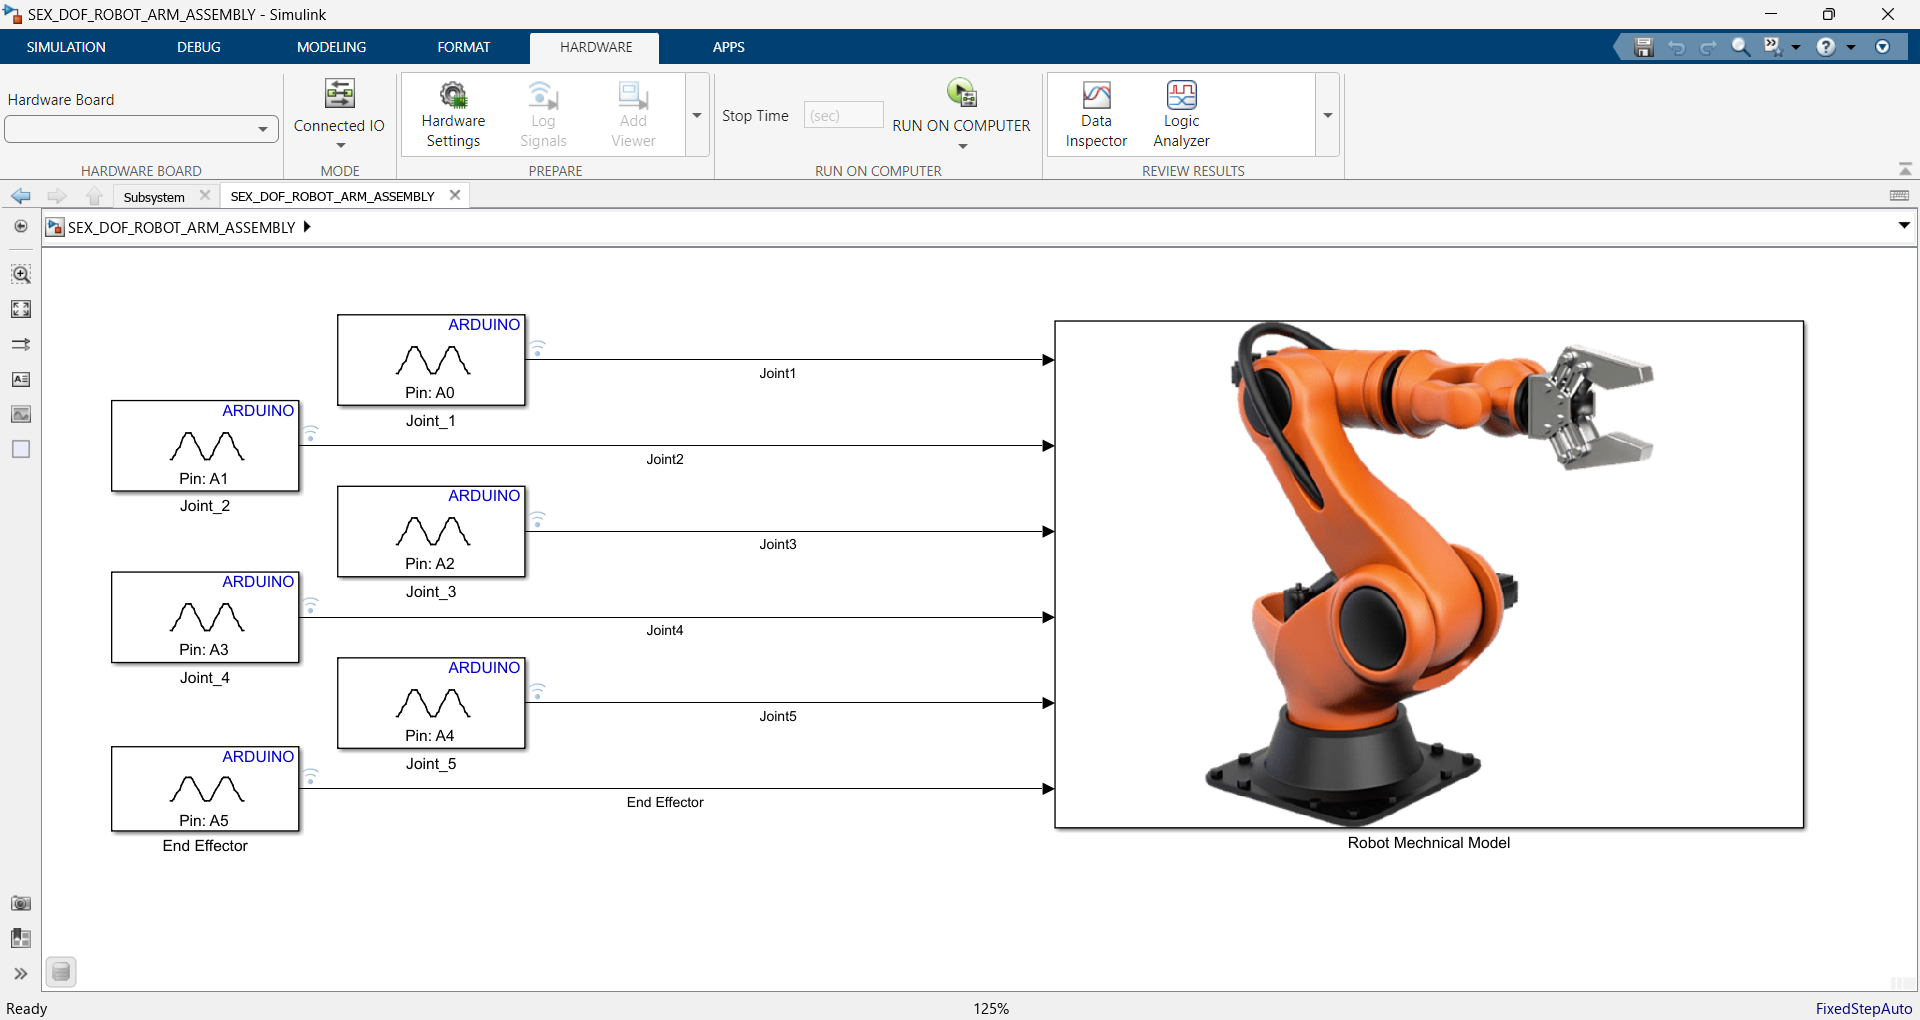 SEX_DOF_ROBOT_ARM_ASSEMBLY - Simulink
SIMULATION DEBUG MODELING FORMAT HARDWARE APPS
Hardware Board
Connected IO
Hardware Settings
Log Signals
Add Viewer
Stop Time (sec)
RUN ON COMPUTER
Data Inspector
Logic Analyzer
HARDWARE BOARD MODE PREPARE RUN ON COMPUTER REVIEW RESULTS
Subsystem SEX_DOF_ROBOT_ARM_ASSEMBLY
SEX_DOF_ROBOT_ARM_ASSEMBLY
ARDUINO
Pin: A0
Joint_1
Joint1
ARDUINO
Pin: A1
Joint_2
Joint2
ARDUINO
Pin: A2
Joint_3
Joint3
ARDUINO
Pin: A3
Joint_4
Joint4
ARDUINO
Pin: A4
Joint_5
Joint5
ARDUINO
Pin: A5
End Effector
End Effector
Robot Mechnical Model
Ready 125% FixedStepAuto